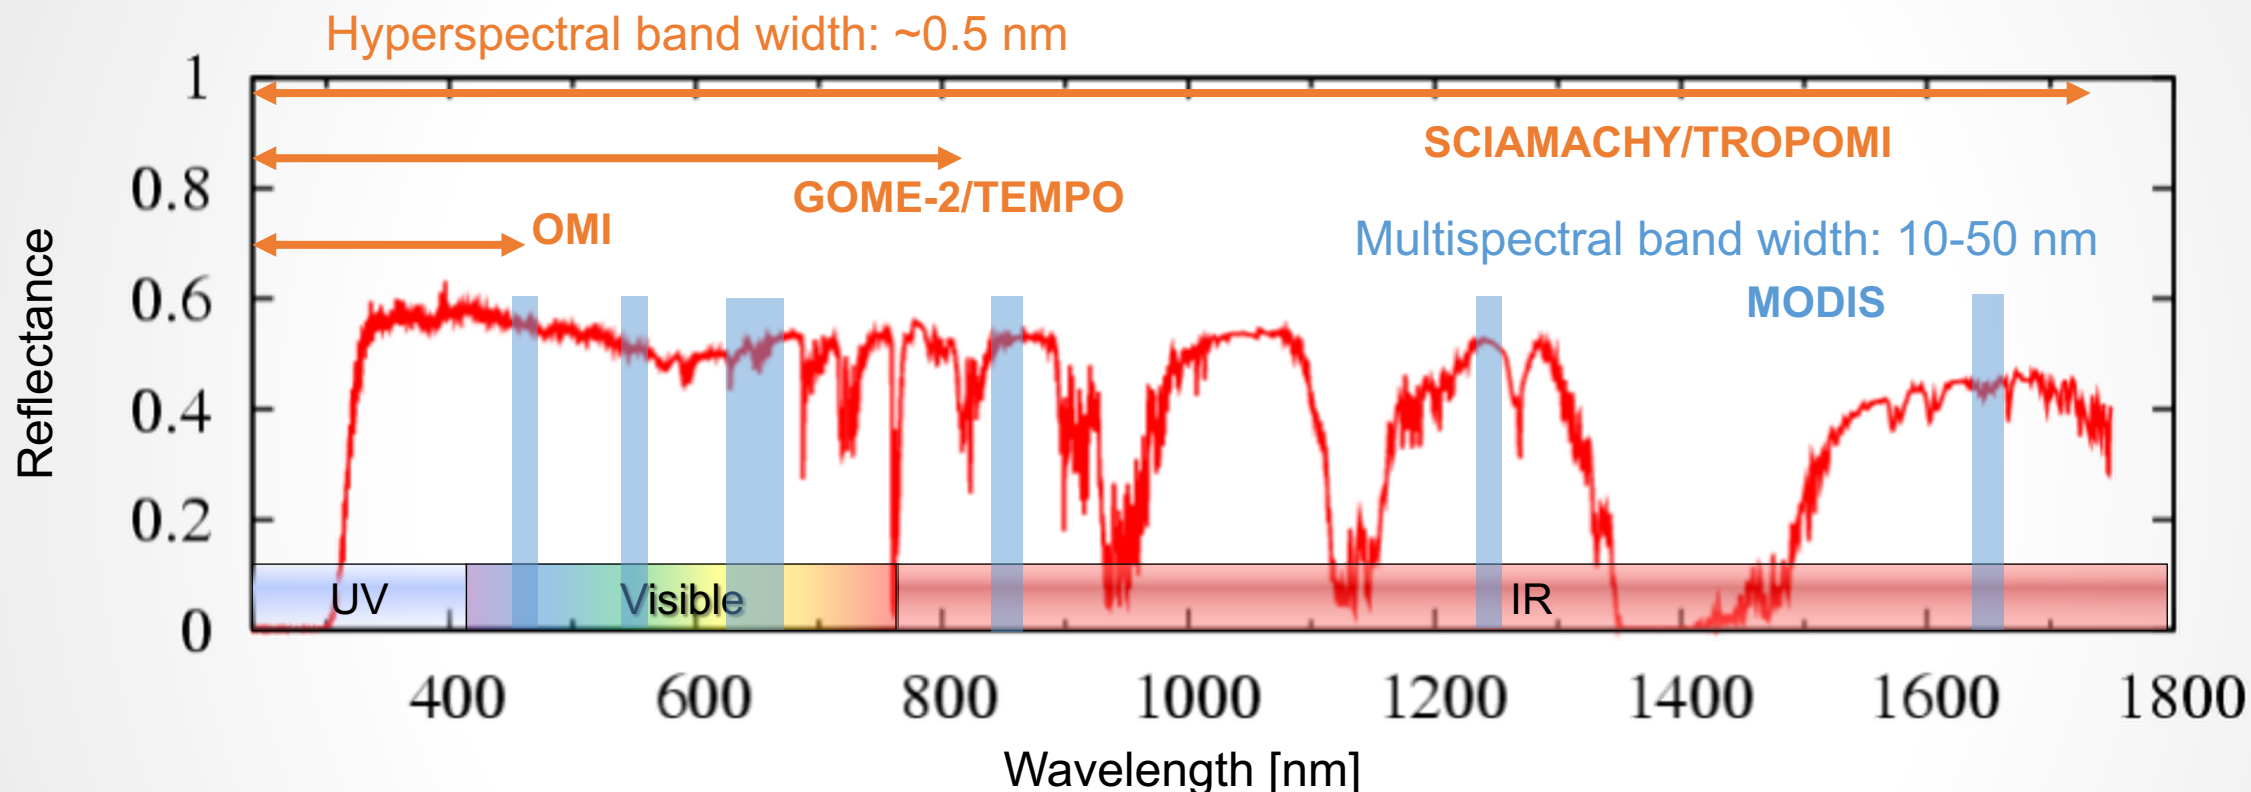 Hyperspectral band width: ~0.5 nm
1
SCIAMACHY/TROPOMI
0.8
GOME-2/TEMPO
OMI
Multispectral band width: 10-50 nm
0.6
MODIS
Reflectance
0.4
0.2
UV
Visible
IR
0
400 600 800 1000 1200 1400 1600 1800
Wavelength [nm]